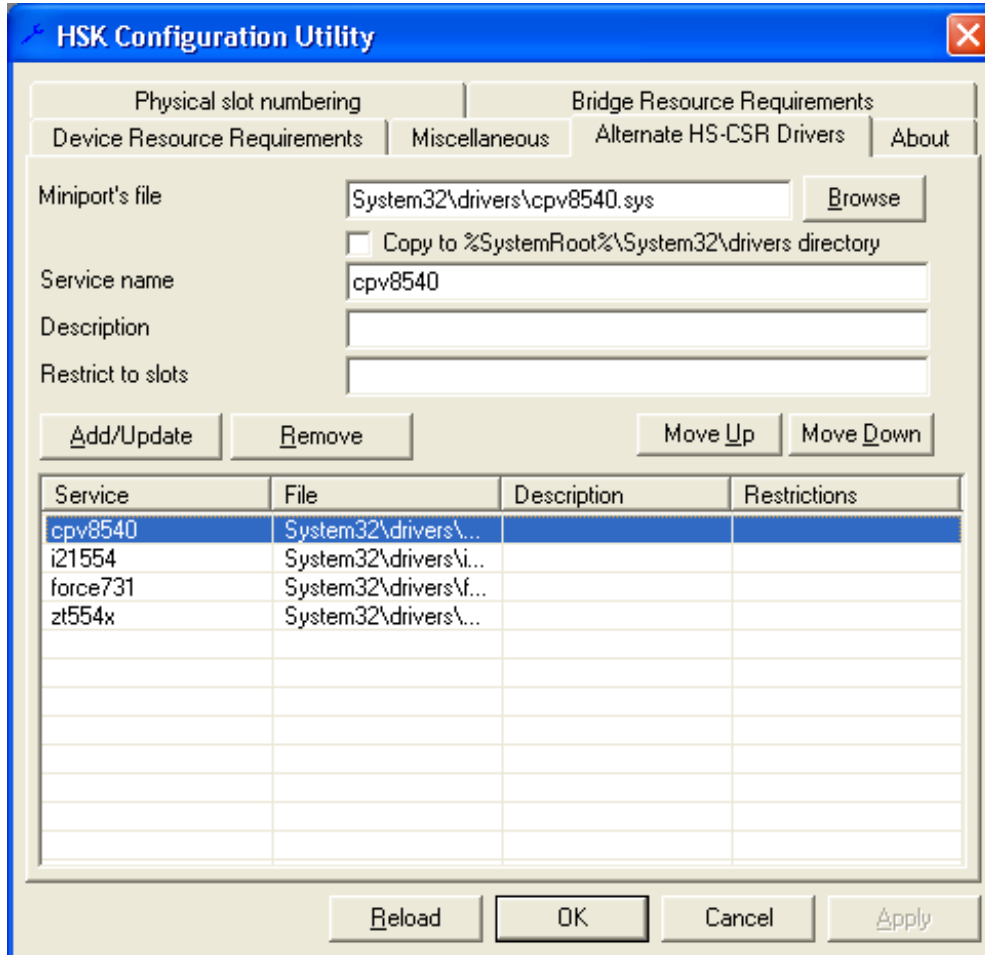 HSK Configuration Utility
Physical slot numbering Bridge Resource Requirements
Device Resource Requirements Miscellaneous Alternate HS-CSR Drivers About
Miniport's file System32\drivers\cpv8540.sys Browse
Copy to %SystemRoot%\System32\drivers directory
Service name cpv8540
Description
Restrict to slots
Add/Update Remove Move Up Move Down
Service File Description Restrictions
cpv8540 System32\drivers\...
i21554 System32\drivers\i...
force731 System32\drivers\f...
zt554x System32\drivers\...
Reload OK Cancel Apply